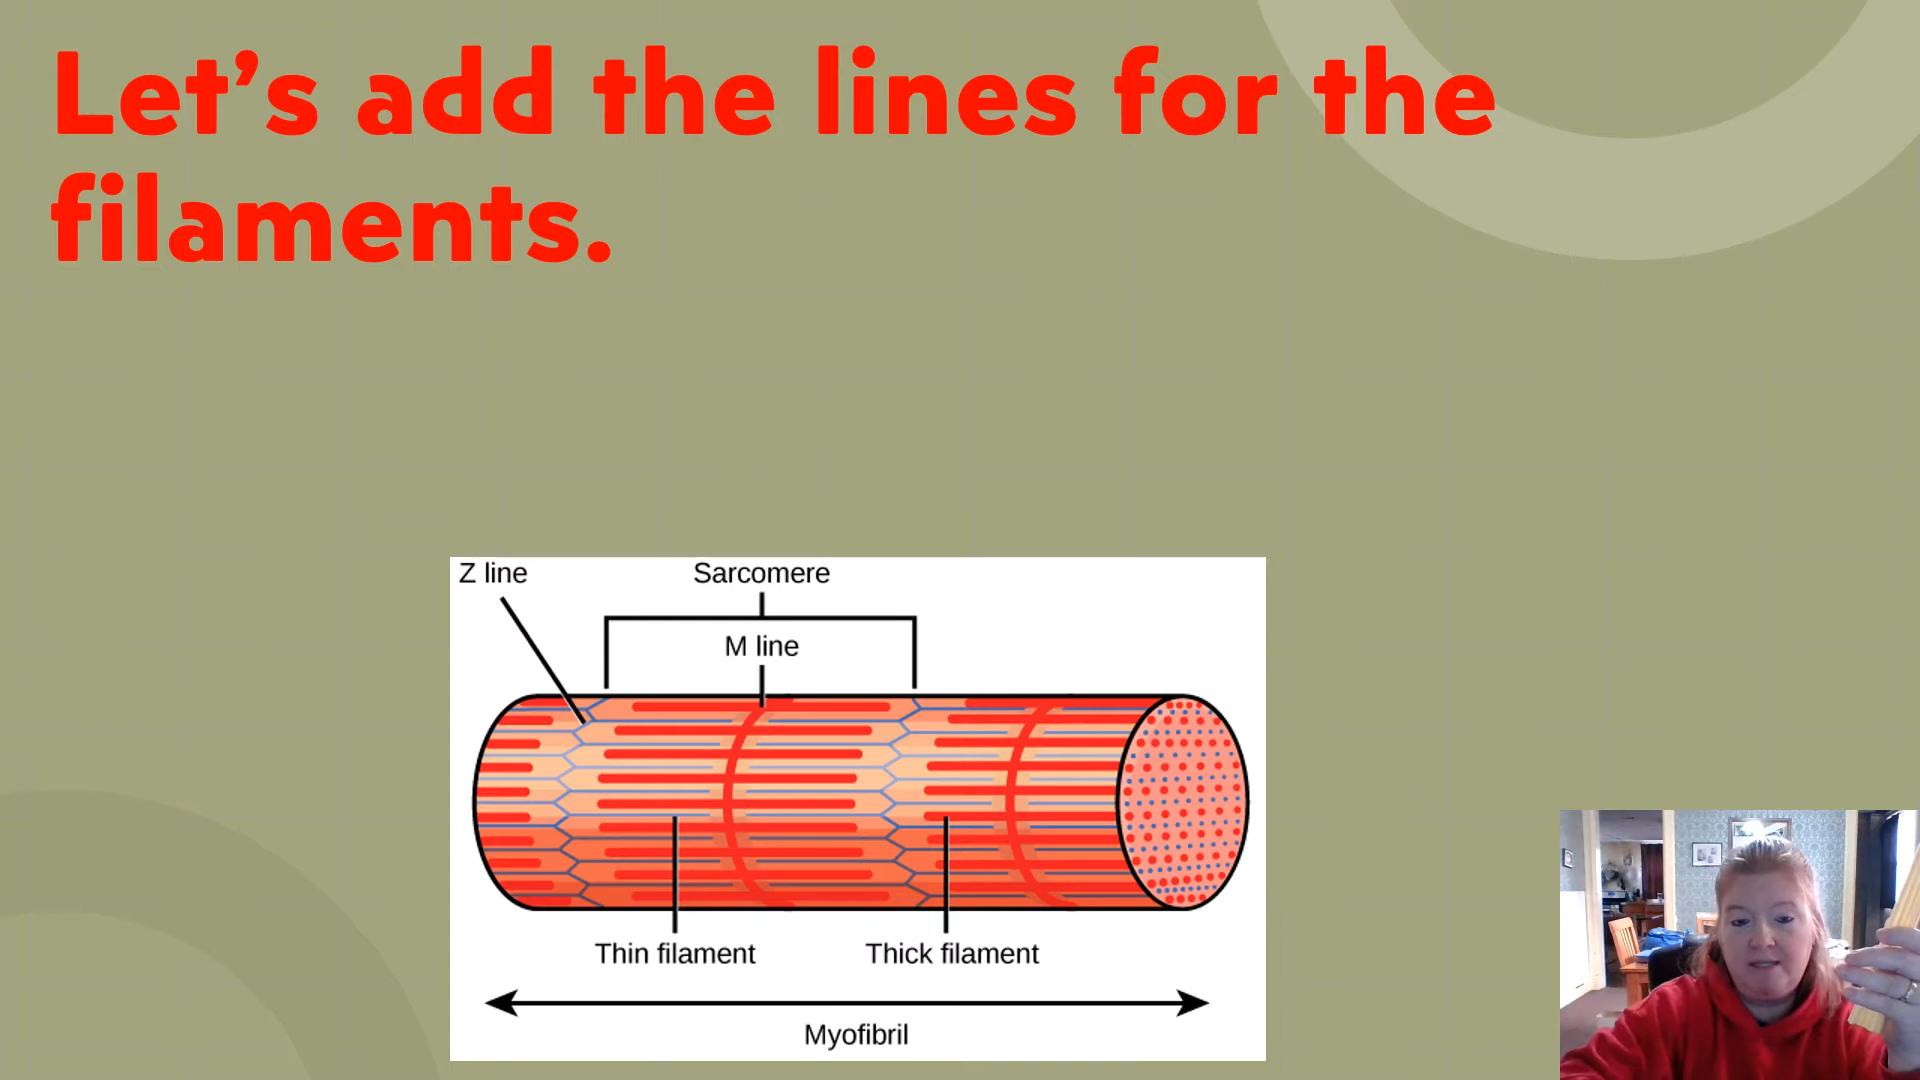 Let’s add the lines for the
filaments.
Z line
Sarcomere
M line
Thin filament
Thick filament
Myofibril